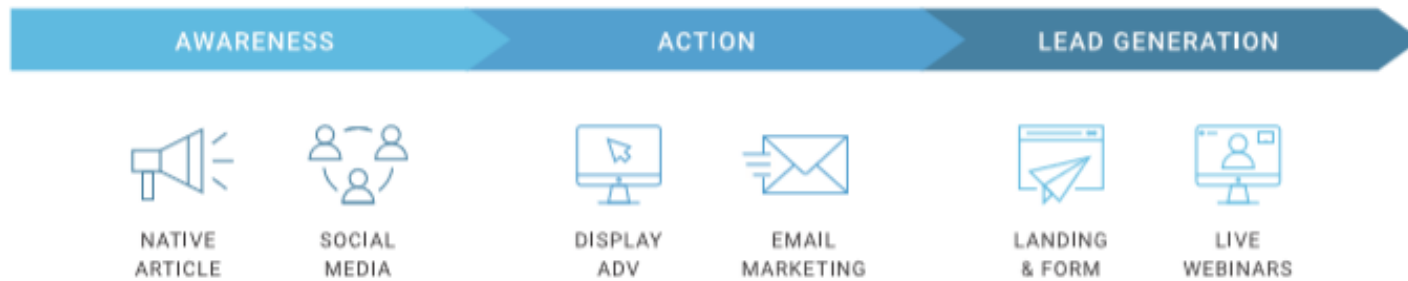 AWARENESS
ACTION
LEAD GENERATION
NATIVE
ARTICLE
SOCIAL
MEDIA
DISPLAY
ADV
EMAIL
MARKETING
LANDING
& FORM
LIVE
WEBINARS